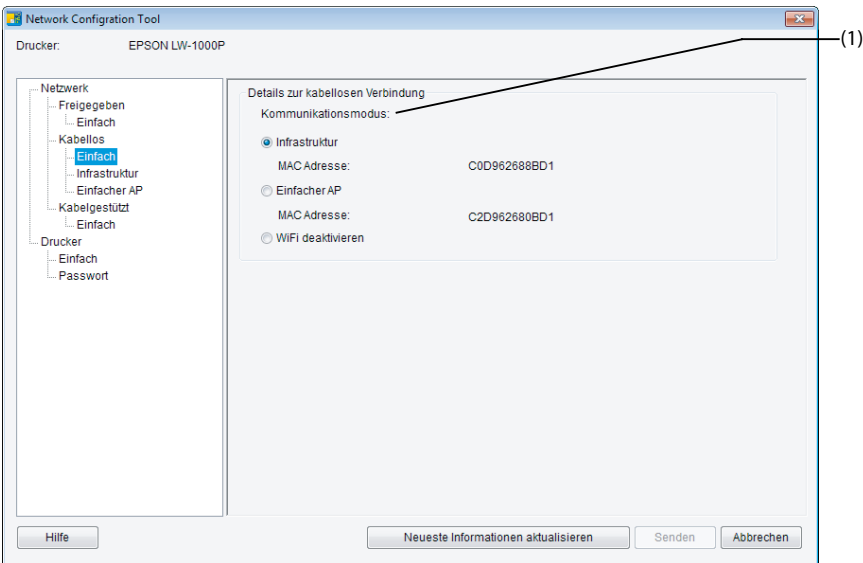 Network Configration Tool
Drucker: EPSON LW-1000P
(1)
Netzwerk
Freigegeben
Einfach
Kabellos
Einfach
Infrastruktur
Einfacher AP
Kabelgestützt
Einfach
Drucker
Einfach
Passwort
Details zur kabellosen Verbindung
Kommunikationsmodus:
Infrastruktur
MAC Adresse: C0D962688BD1
Einfacher AP
MAC Adresse: C2D962680BD1
WiFi deaktivieren
Hilfe Neueste Informationen aktualisieren Senden Abbrechen